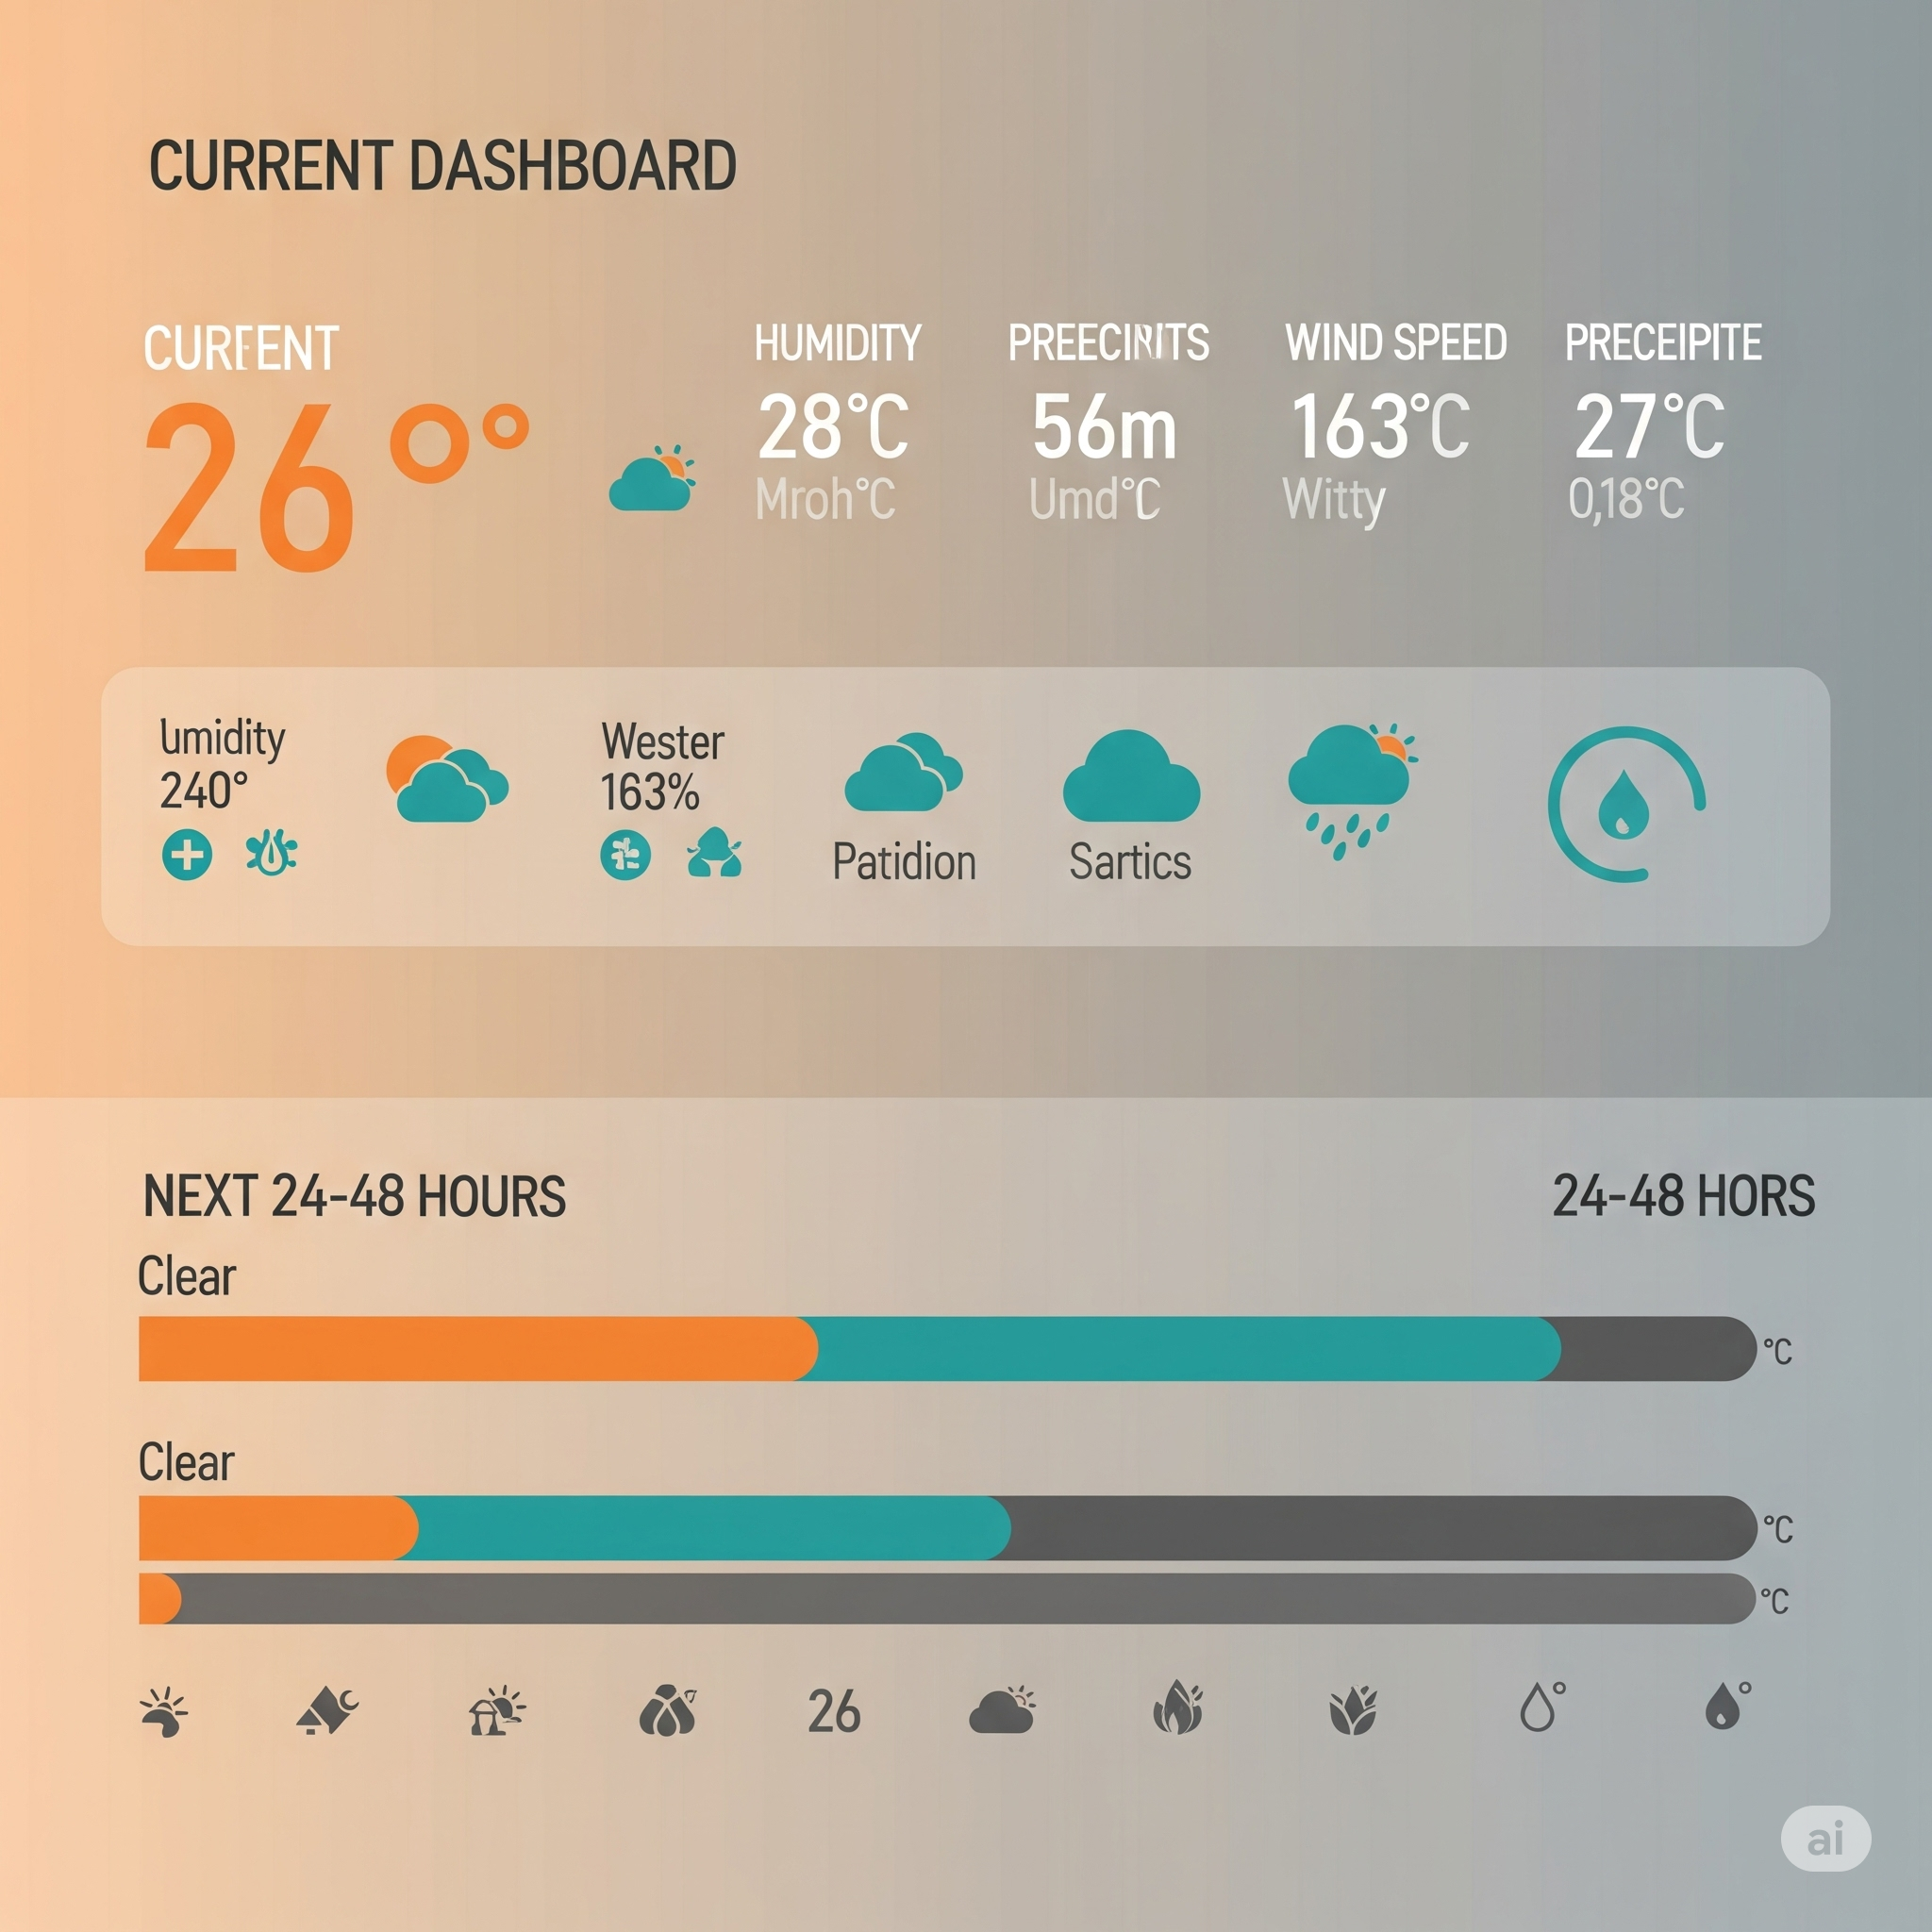 CURRENT DASHBOARD
CURFENT
26°°
HUMIDITY
28°C
Mroh°C
56m
Umd°C
WIND SPEED
163°C
Witty
PRECEIPITE
27°C
0,18°C
umidity
240°
Wester
163%
Patidion
Sartics
NEXT 24-48 HOURS
24-48 HORS
Clear
°C
Clear
°C
°C
26
ai